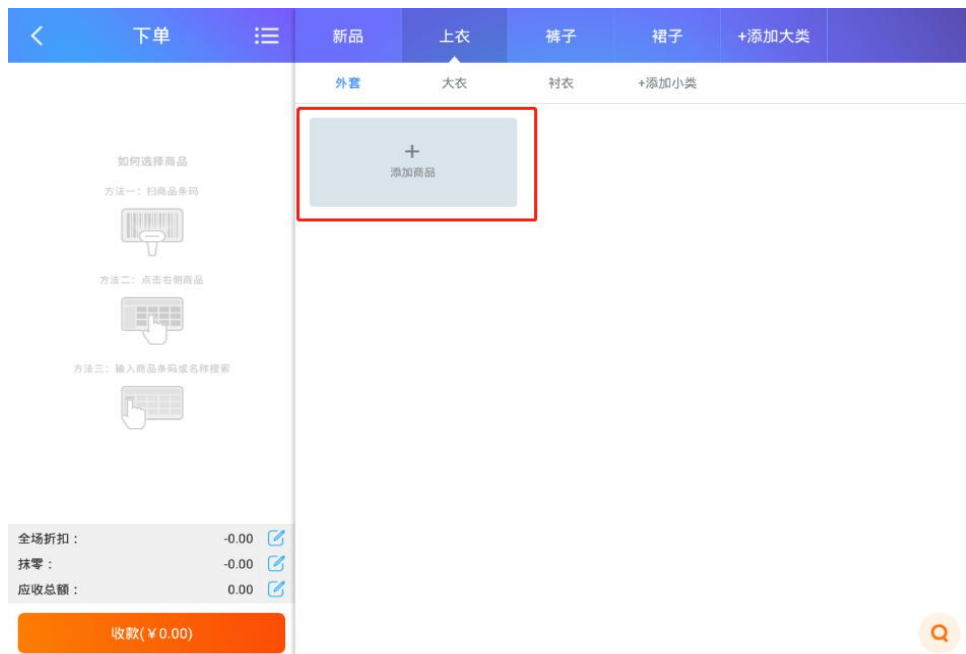 下单
新品
上衣
裤子
裙子
+添加大类
外套
大衣
衬衣
+添加小类
添加商品
如何选择商品
方法一：扫商品条码
方法二：点击右侧商品
方法三：输入商品条码或名称搜索
全场折扣： -0.00
抹零： -0.00
应收总额： 0.00
收款(￥0.00)